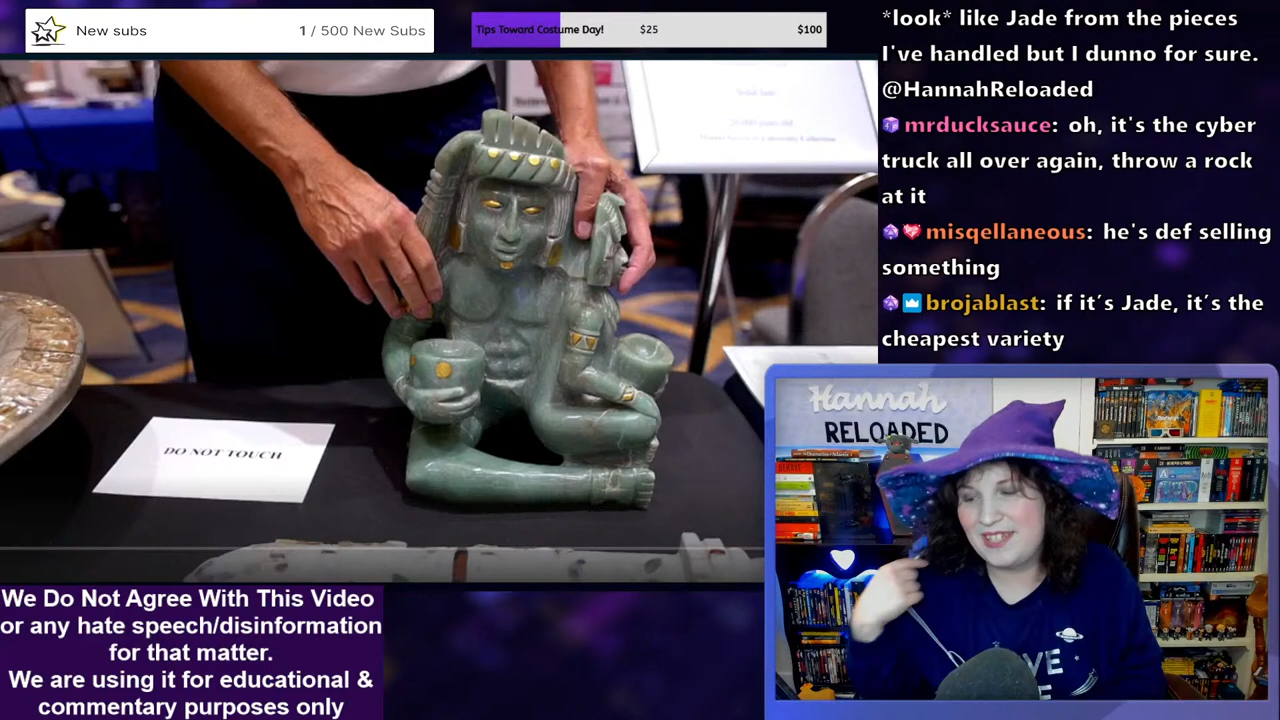 New subs
1 / 500 New Subs
Tips Toward Costume Day!
$25
$100
*look* like Jade from the pieces
I've handled but I dunno for sure.
@HannahReloaded
mrducksauce: oh, it's the cyber
truck all over again, throw a rock
at it
misqellaneous: he's def selling
something
brojablast: if it’s Jade, it’s the
cheapest variety
DO NOT TOUCH
Hannah
RELOADED
We Do Not Agree With This Video
or any hate speech/disinformation
for that matter.
We are using it for educational &
commentary purposes only